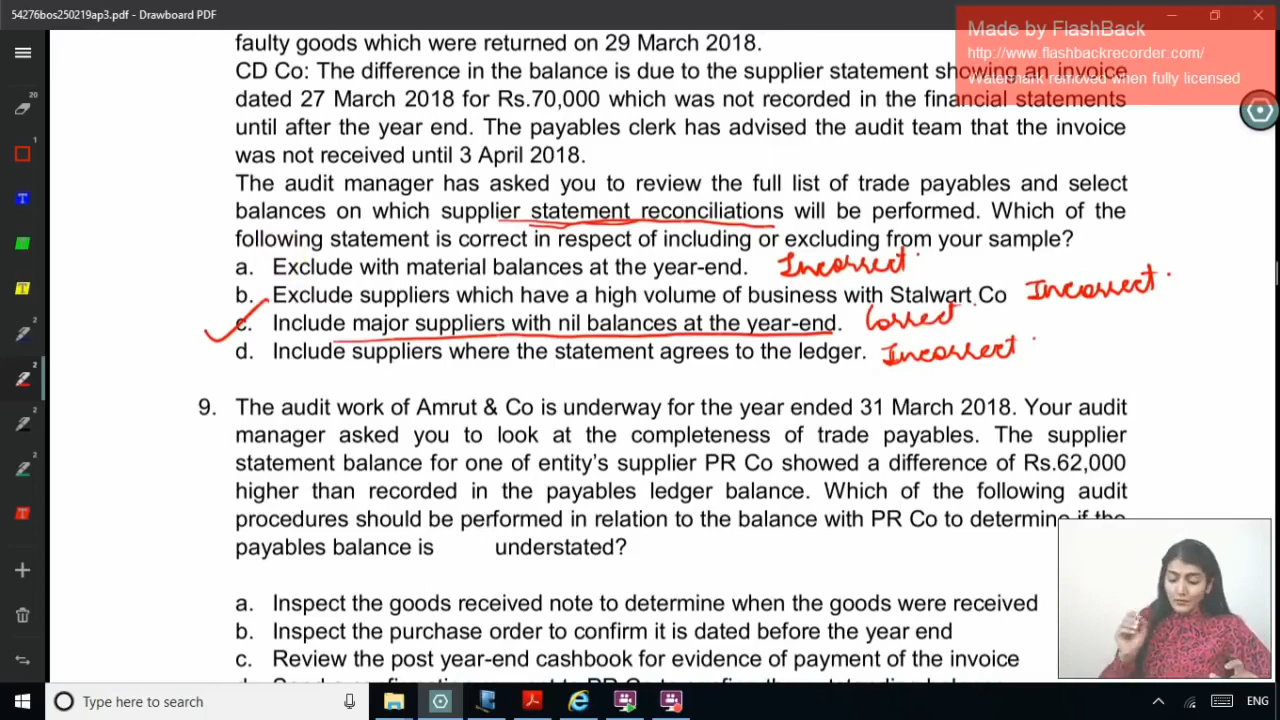 54276bos250219ap3.pdf - Drawboard PDF
Made by FlashBack
http://www.flashbackrecorder.com/
Watermark removed when fully licensed
faulty goods which were returned on 29 March 2018.
CD Co: The difference in the balance is due to the supplier statement showing an invoice
dated 27 March 2018 for Rs.70,000 which was not recorded in the financial statements
until after the year end. The payables clerk has advised the audit team that the invoice
was not received until 3 April 2018.
The audit manager has asked you to review the full list of trade payables and select
balances on which supplier statement reconciliations will be performed. Which of the
following statement is correct in respect of including or excluding from your sample?
a. Exclude with material balances at the year-end. Incorrect
b. Exclude suppliers which have a high volume of business with Stalwart Co Incorrect
c. Include major suppliers with nil balances at the year-end. Correct
d. Include suppliers where the statement agrees to the ledger. Incorrect
9. The audit work of Amrut & Co is underway for the year ended 31 March 2018. Your audit
manager asked you to look at the completeness of trade payables. The supplier
statement balance for one of entity's supplier PR Co showed a difference of Rs.62,000
higher than recorded in the payables ledger balance. Which of the following audit
procedures should be performed in relation to the balance with PR Co to determine if the
payables balance is understated?
a. Inspect the goods received note to determine when the goods were received
b. Inspect the purchase order to confirm it is dated before the year end
c. Review the post year-end cashbook for evidence of payment of the invoice
Type here to search
ENG